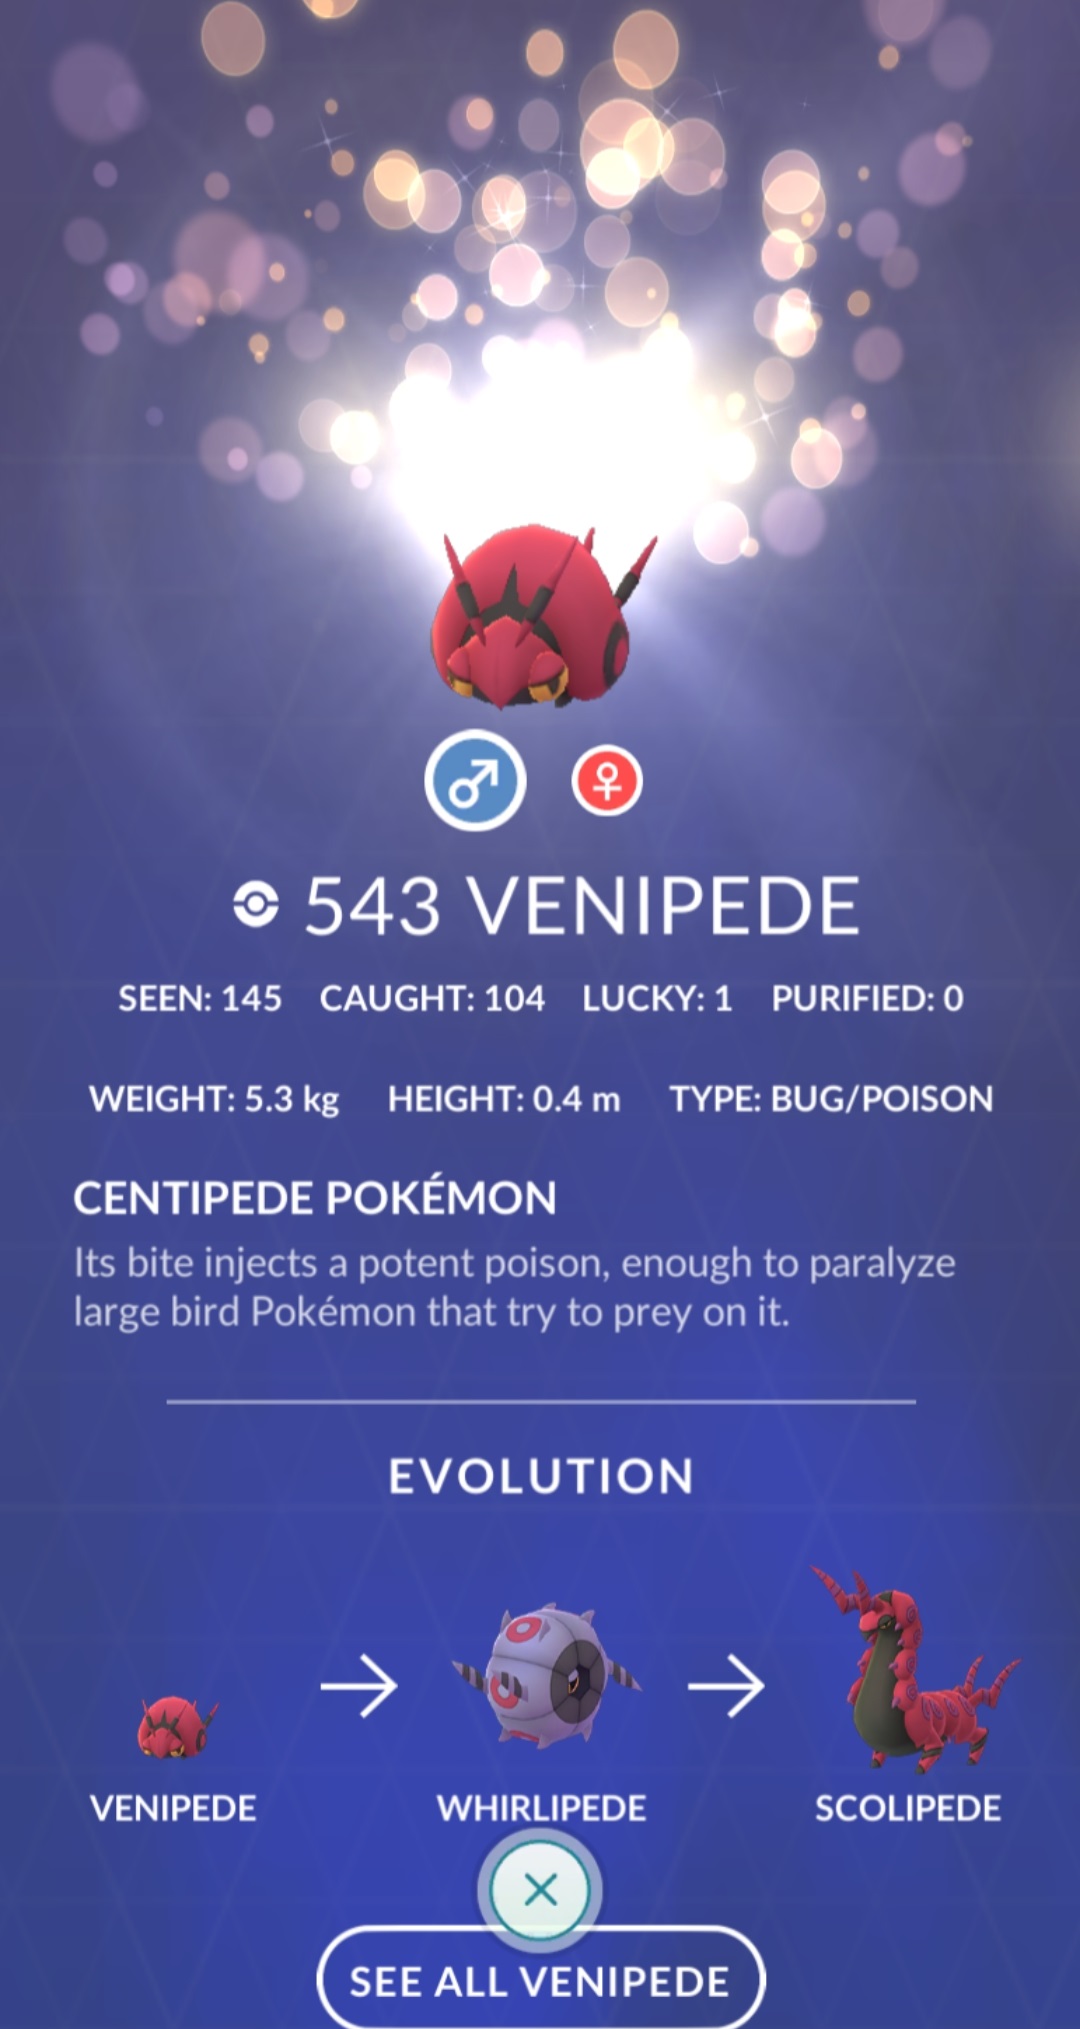 543 VENIPEDE
SEEN: 145 CAUGHT: 104 LUCKY: 1 PURIFIED: 0
WEIGHT: 5.3 kg HEIGHT: 0.4 m TYPE: BUG/POISON
CENTIPEDE POKÉMON
Its bite injects a potent poison, enough to paralyze
large bird Pokémon that try to prey on it.
EVOLUTION
VENIPEDE WHIRLIPEDE SCOLIPEDE
SEE ALL VENIPEDE